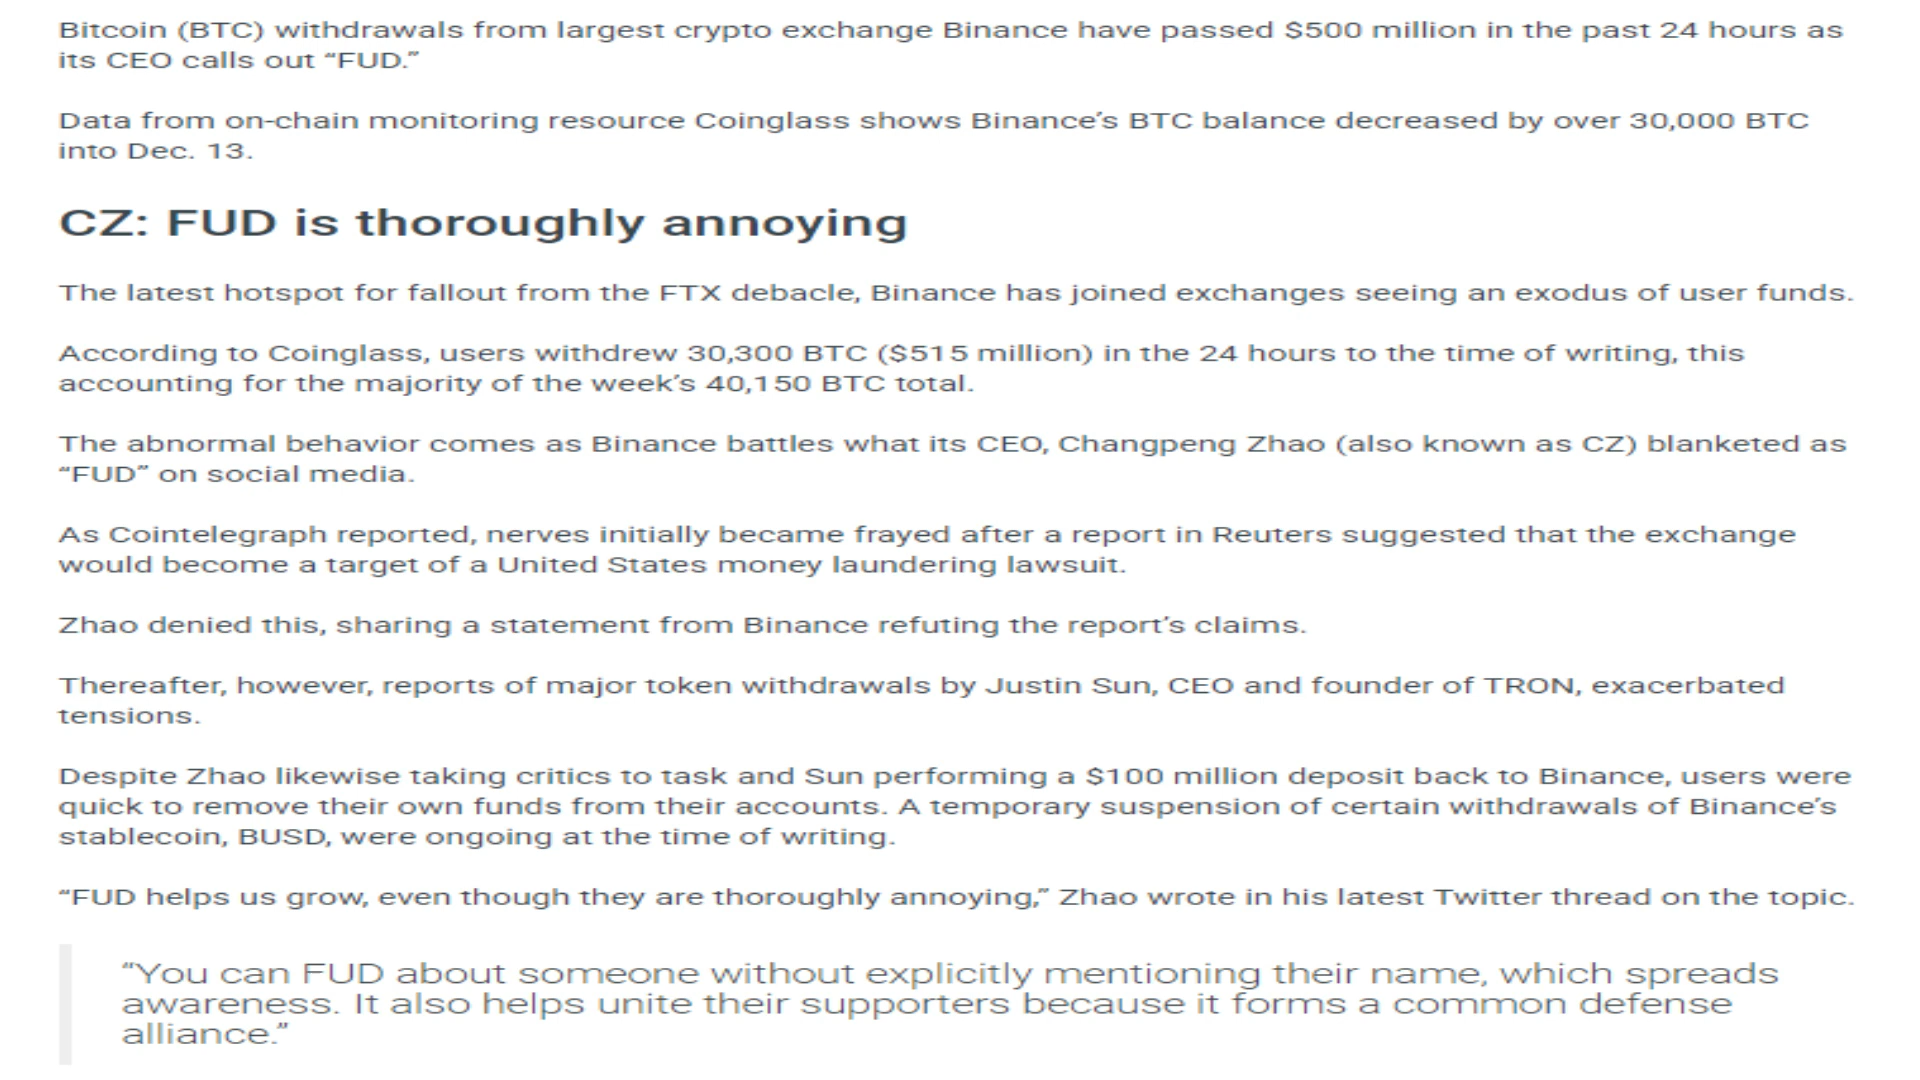 Bitcoin (BTC) withdrawals from largest crypto exchange Binance have passed $500 million in the past 24 hours as
its CEO calls out “FUD.”
Data from on-chain monitoring resource Coinglass shows Binance’s BTC balance decreased by over 30,000 BTC
into Dec. 13.
CZ: FUD is thoroughly annoying
The latest hotspot for fallout from the FTX debacle, Binance has joined exchanges seeing an exodus of user funds.
According to Coinglass, users withdrew 30,300 BTC ($515 million) in the 24 hours to the time of writing, this
accounting for the majority of the week’s 40,150 BTC total.
The abnormal behavior comes as Binance battles what its CEO, Changpeng Zhao (also known as CZ) blanketed as
“FUD” on social media.
As Cointelegraph reported, nerves initially became frayed after a report in Reuters suggested that the exchange
would become a target of a United States money laundering lawsuit.
Zhao denied this, sharing a statement from Binance refuting the report’s claims.
Thereafter, however, reports of major token withdrawals by Justin Sun, CEO and founder of TRON, exacerbated
tensions.
Despite Zhao likewise taking critics to task and Sun performing a $100 million deposit back to Binance, users were
quick to remove their own funds from their accounts. A temporary suspension of certain withdrawals of Binance’s
stablecoin, BUSD, were ongoing at the time of writing.
“FUD helps us grow, even though they are thoroughly annoying,” Zhao wrote in his latest Twitter thread on the topic.
“You can FUD about someone without explicitly mentioning their name, which spreads
awareness. It also helps unite their supporters because it forms a common defense
alliance.”